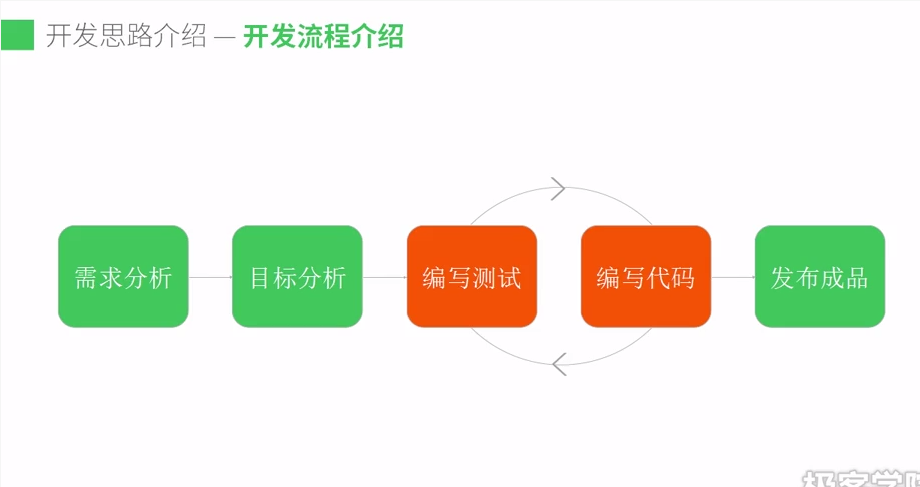 开发思路介绍 — 开发流程介绍
需求分析
目标分析
编写测试
编写代码
发布成品